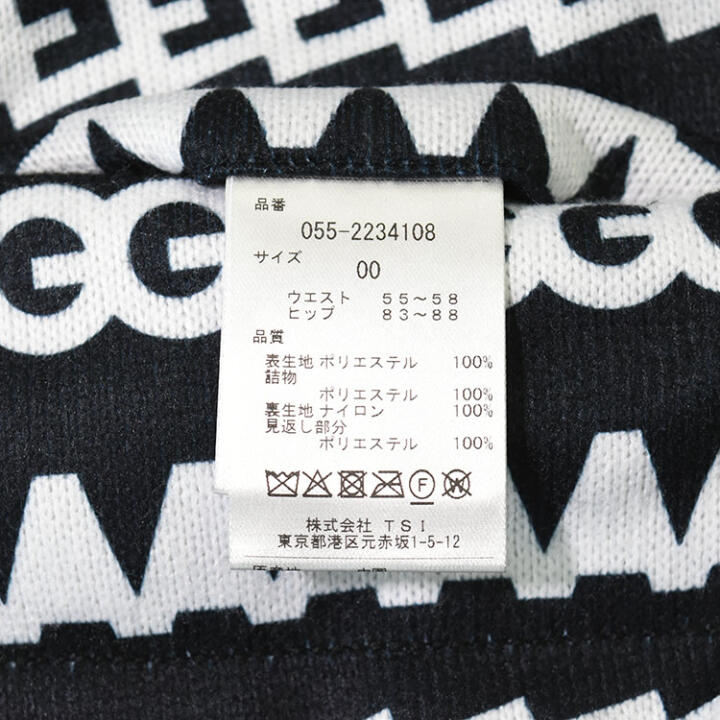 GG
GO
品番
055-2234108
サイズ
00
ウエスト 55～58
ヒップ 83～88
品質
表生地 ポリエステル 100%
詰物
ポリエステル 100%
裏生地 ナイロン 100%
見返し部分
ポリエステル 100%
F
W
株式会社 TSI
東京都港区元赤坂1-5-12